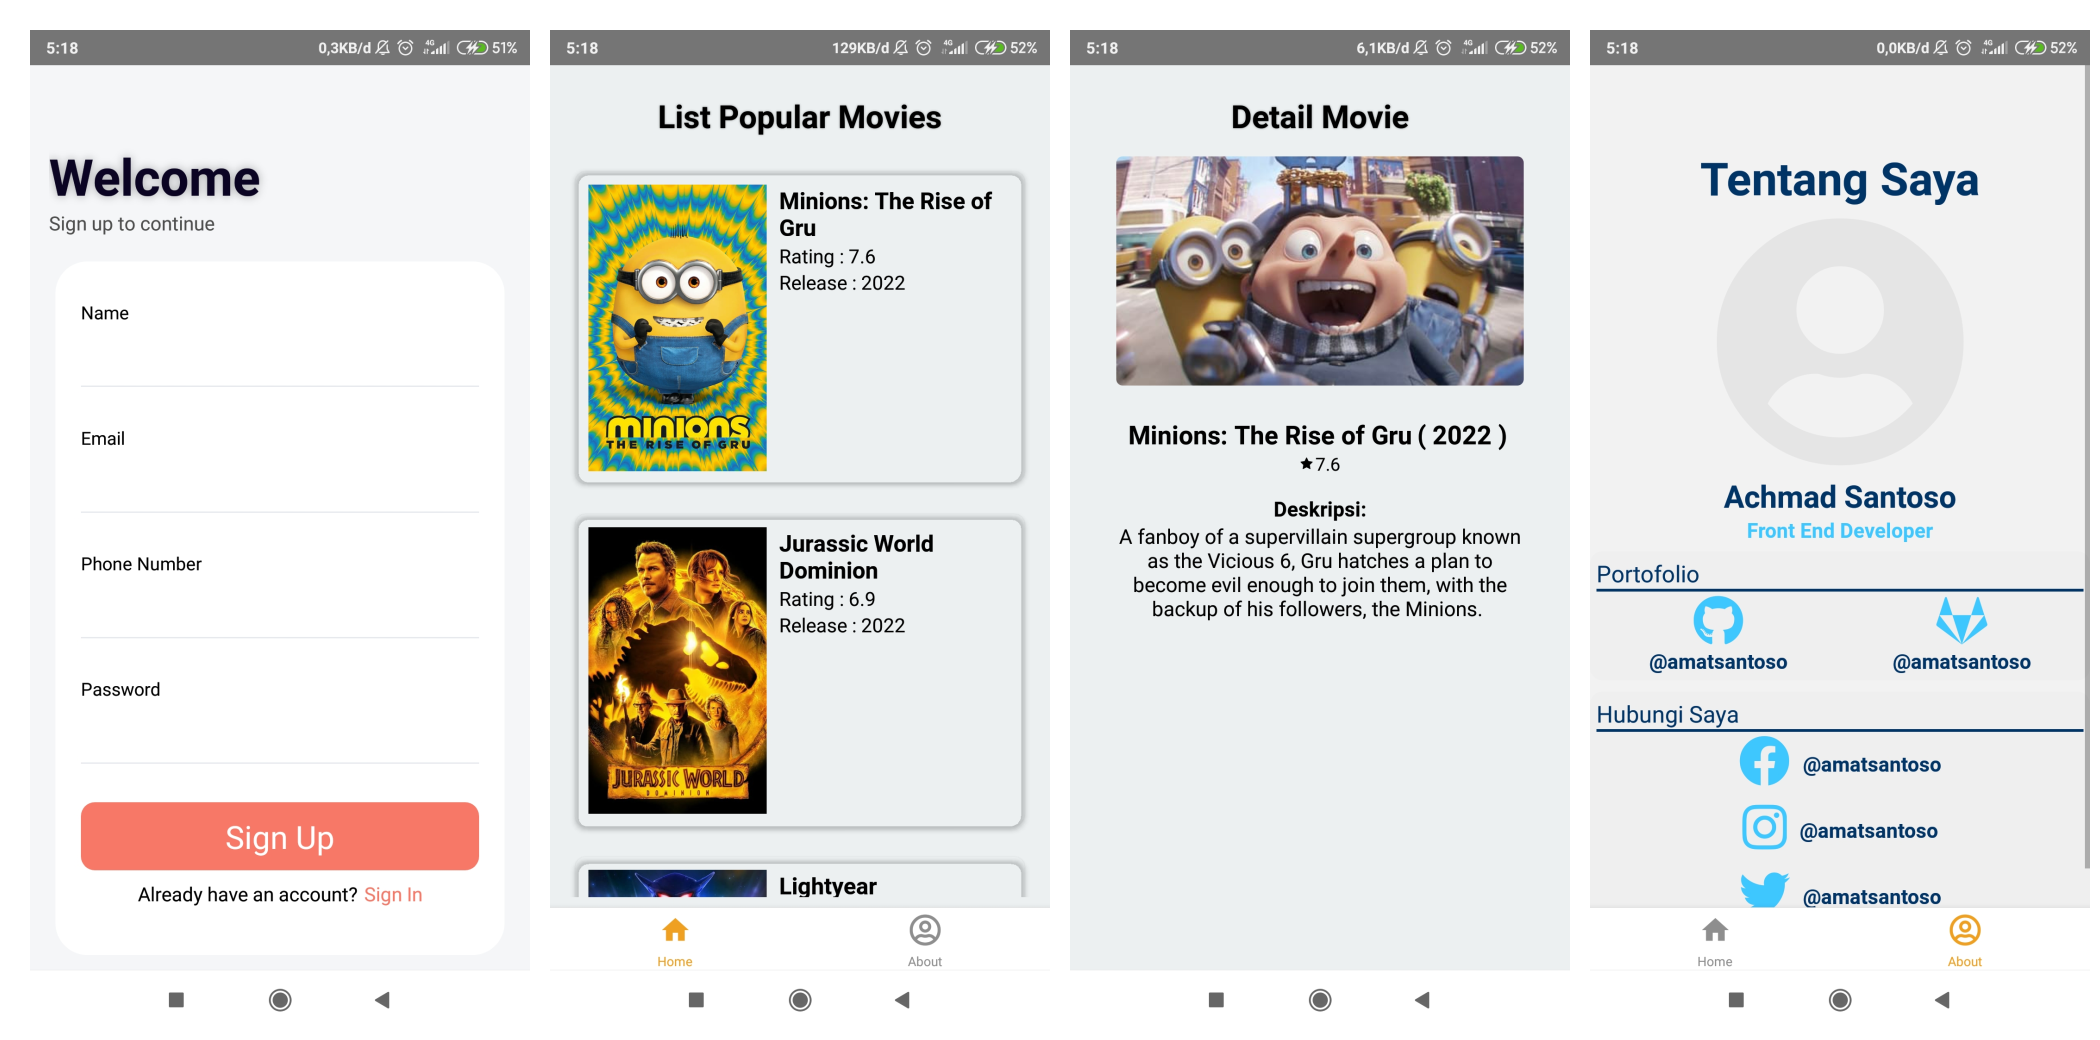 5:18
0,3KB/d 4G 51%
Welcome
Sign up to continue
Name
Email
Phone Number
Password
Sign Up
Already have an account? Sign In
5:18
129KB/d 4G 52%
List Popular Movies
MINIONS
THE RISE OF GRU
Minions: The Rise of
Gru
Rating : 7.6
Release : 2022
JURASSIC WORLD
DOMINION
Jurassic World
Dominion
Rating : 6.9
Release : 2022
Lightyear
Home
About
5:18
6,1KB/d 4G 52%
Detail Movie
Minions: The Rise of Gru ( 2022 )
7.6
Deskripsi:
A fanboy of a supervillain supergroup known
as the Vicious 6, Gru hatches a plan to
become evil enough to join them, with the
backup of his followers, the Minions.
5:18
0,0KB/d 4G 52%
Tentang Saya
Achmad Santoso
Front End Developer
Portofolio
@amatsantoso
@amatsantoso
Hubungi Saya
@amatsantoso
@amatsantoso
@amatsantoso
Home
About